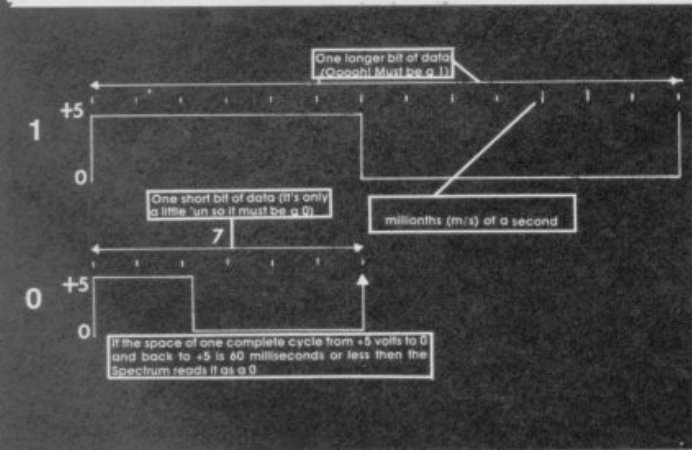 One longer bit of data
(Ooooh! Must be a 1)
+5
1
0
One short bit of data (It's only
a little 'un so it must be a 0)
7
millianths (m/s) of a second
+5
0
0
If the space of one complete cycle from +5 volts to 0
and back to +5 is 60 milliseconds or less then the
Spectrum reads it as a 0